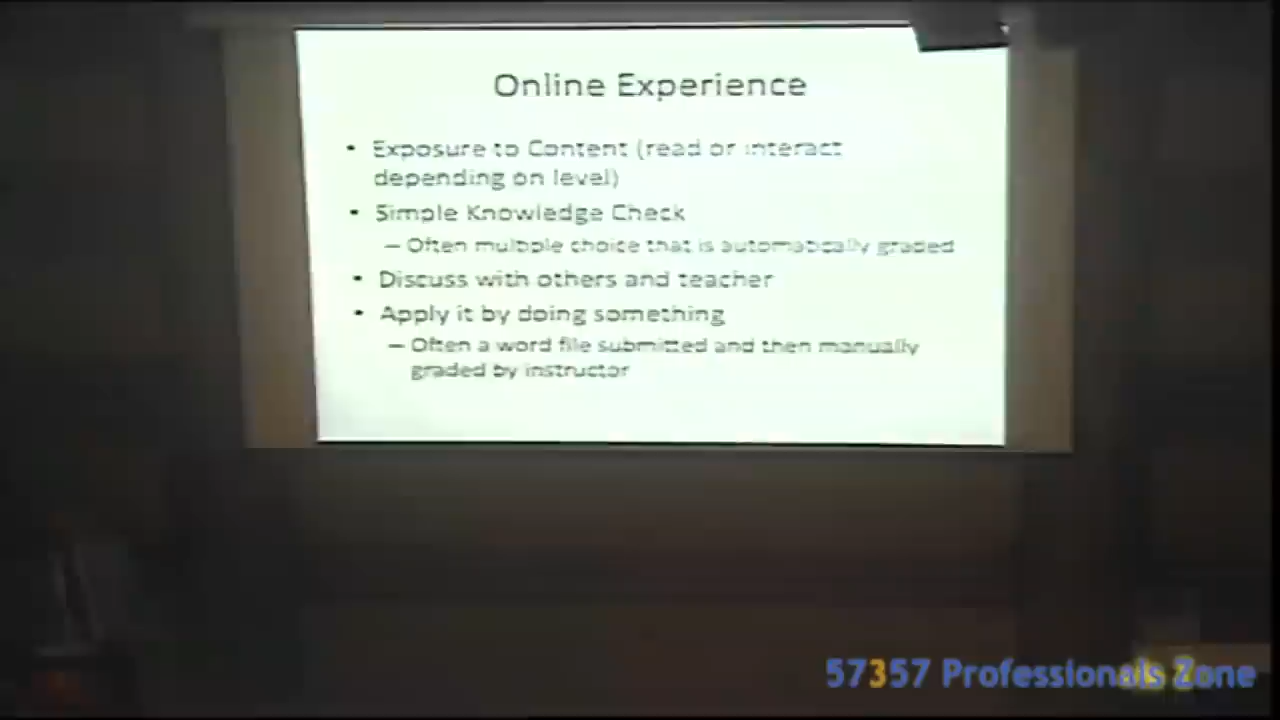 Online Experience
• Exposure to Content (read or interact
depending on level)
• Simple Knowledge Check
– Often multiple choice that is automatically graded
• Discuss with others and teacher
• Apply it by doing something
– Often a word file submitted and then manually
graded by instructor
57357 Professionals Zone